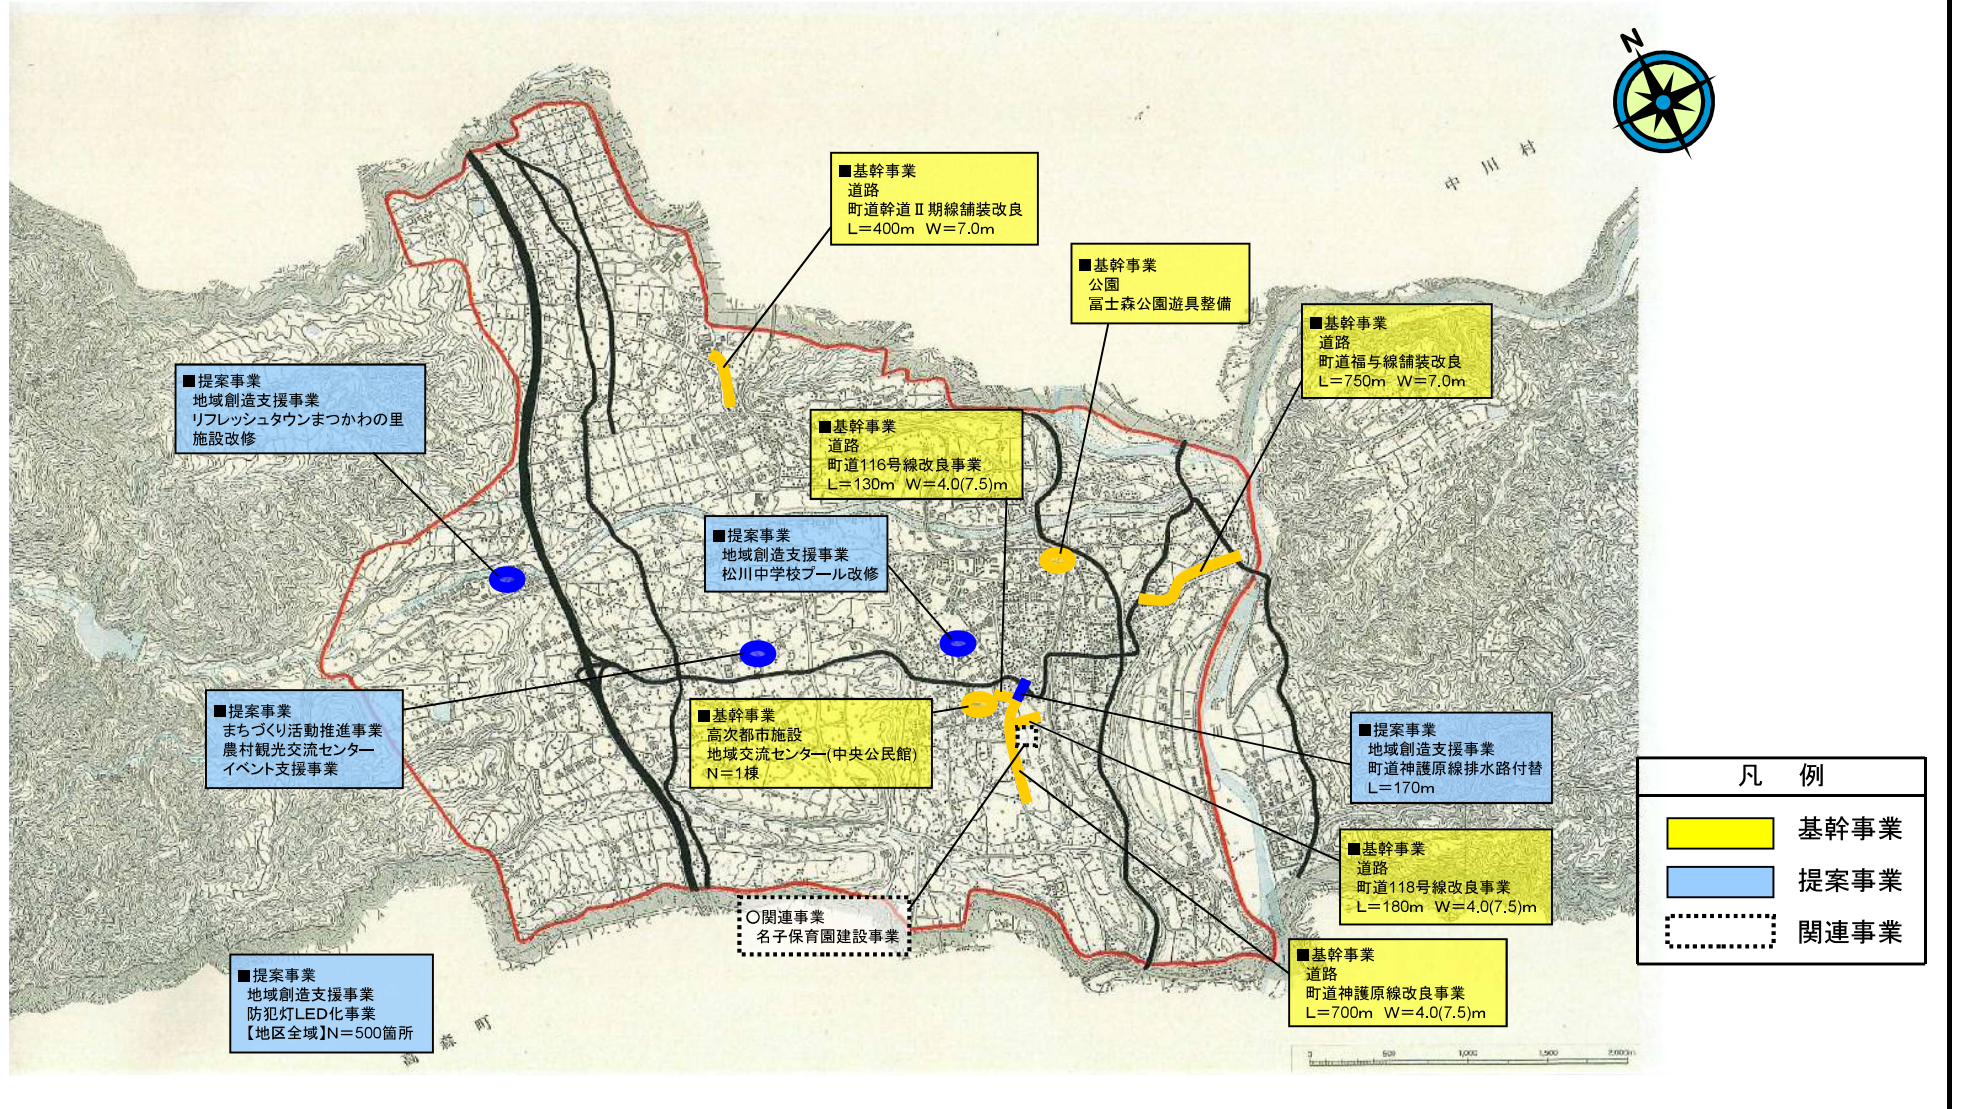 N
中川村
■基幹事業
道路
町道幹道Ⅱ期線舗装改良
L＝400m W＝7.0m
■基幹事業
公園
冨士森公園遊具整備
■基幹事業
道路
町道福与線舗装改良
L＝750m W＝7.0m
■提案事業
地域創造支援事業
リフレッシュタウンまつかわの里
施設改修
■基幹事業
道路
町道116号線改良事業
L＝130m W＝4.0(7.5)m
■提案事業
地域創造支援事業
松川中学校プール改修
■提案事業
まちづくり活動推進事業
農村観光交流センター
イベント支援事業
■基幹事業
高次都市施設
地域交流センター(中央公民館)
N＝1棟
■提案事業
地域創造支援事業
町道神護原線排水路付替
L＝170m
■基幹事業
道路
町道118号線改良事業
L＝180m W＝4.0(7.5)m
○関連事業
名子保育園建設事業
■基幹事業
道路
町道神護原線改良事業
L＝700m W＝4.0(7.5)m
■提案事業
地域創造支援事業
防犯灯LED化事業
【地区全域】N＝500箇所
高森町
凡 例
基幹事業
提案事業
関連事業
0 500 1,000 1,500 2,000m